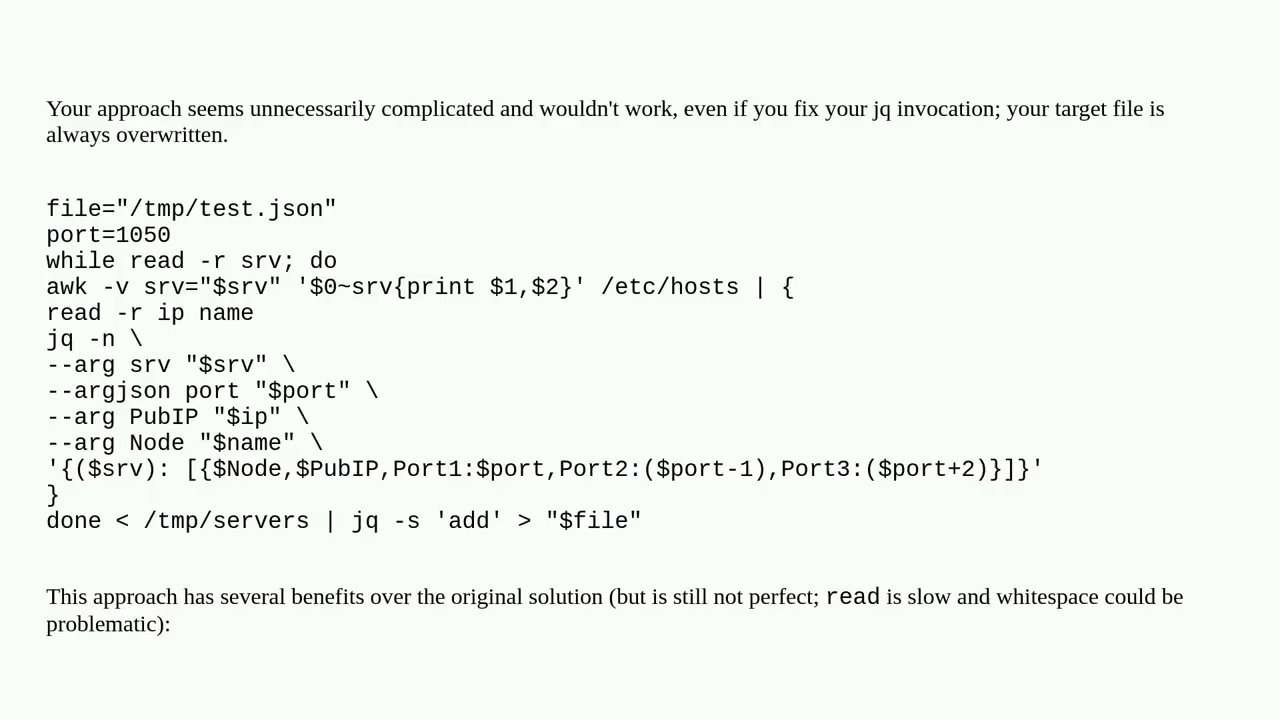 Your approach seems unnecessarily complicated and wouldn't work, even if you fix your jq invocation; your target file is
always overwritten.
file="/tmp/test.json"
port=1050
while read -r srv; do
awk -v srv="$srv" '$0~srv{print $1,$2}' /etc/hosts | {
read -r ip name
jq -n \
--arg srv "$srv" \
--argjson port "$port" \
--arg PubIP "$ip" \
--arg Node "$name" \
'{($srv): [{$Node,$PubIP,Port1:$port,Port2:($port-1),Port3:($port+2)}]}'
}
done < /tmp/servers | jq -s 'add' > "$file"
This approach has several benefits over the original solution (but is still not perfect; read is slow and whitespace could be
problematic):